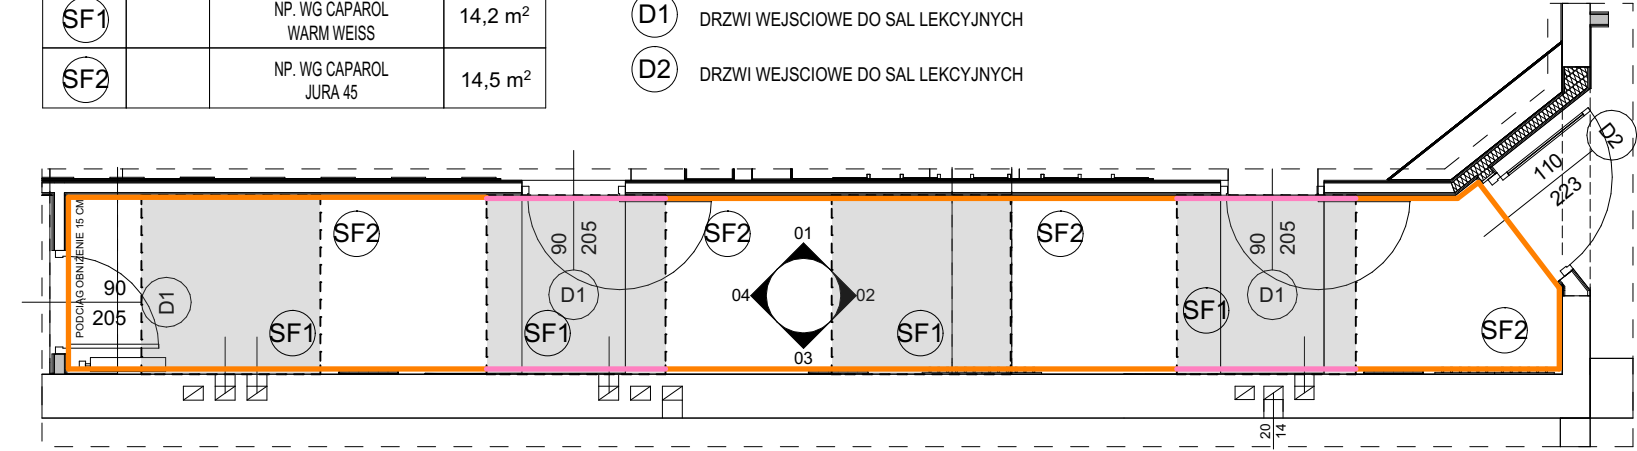 SF1 NP. WG CAPAROL 14,2 m²
WARM WEISS
SF2 NP. WG CAPAROL 14,5 m²
JURA 45
D1 DRZWI WEJSCIOWE DO SAL LEKCYJNYCH
D2 DRZWI WEJSCIOWE DO SAL LEKCYJNYCH
D2
110
223
PODCIĄG OBNIŻENIE 15 CM
SF2
90
205
SF2
01
SF2
90
205
90
205
D1
SF1
D1
SF1
04
02
03
SF1
D1
SF1
SF2
20
14